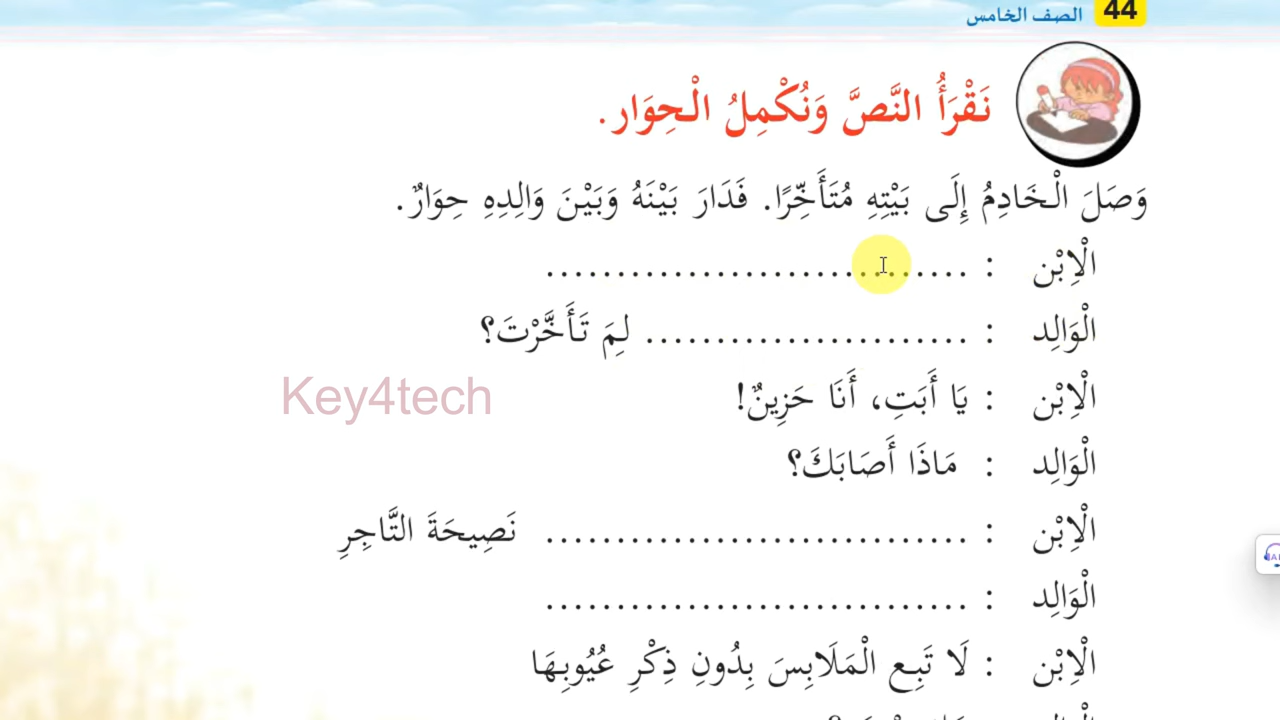 44 الصف الخامس
نَقْرَأُ النَّصَّ وَنُكْمِلُ الْحِوَار.
وَصَلَ الْخَادِمُ إِلَى بَيْتِهِ مُتَأَخِّرًا. فَدَارَ بَيْنَهُ وَبَيْنَ وَالِدِهِ حِوَارٌ.
الْاِبْن : ..............................
الْوَالِد : ....................... لِمَ تَأَخَّرْتَ؟
الْاِبْن : يَا أَبَتِ، أَنَا حَزِينٌ!
Key4tech
الْوَالِد : مَاذَا أَصَابَكَ؟
الْاِبْن : .............................. نَصِيحَةَ التَّاجِرِ
الْوَالِد : ..............................
الْاِبْن : لَا تَبِع الْمَلَابِسَ بِدُونِ ذِكْرِ عُيُوبِهَا